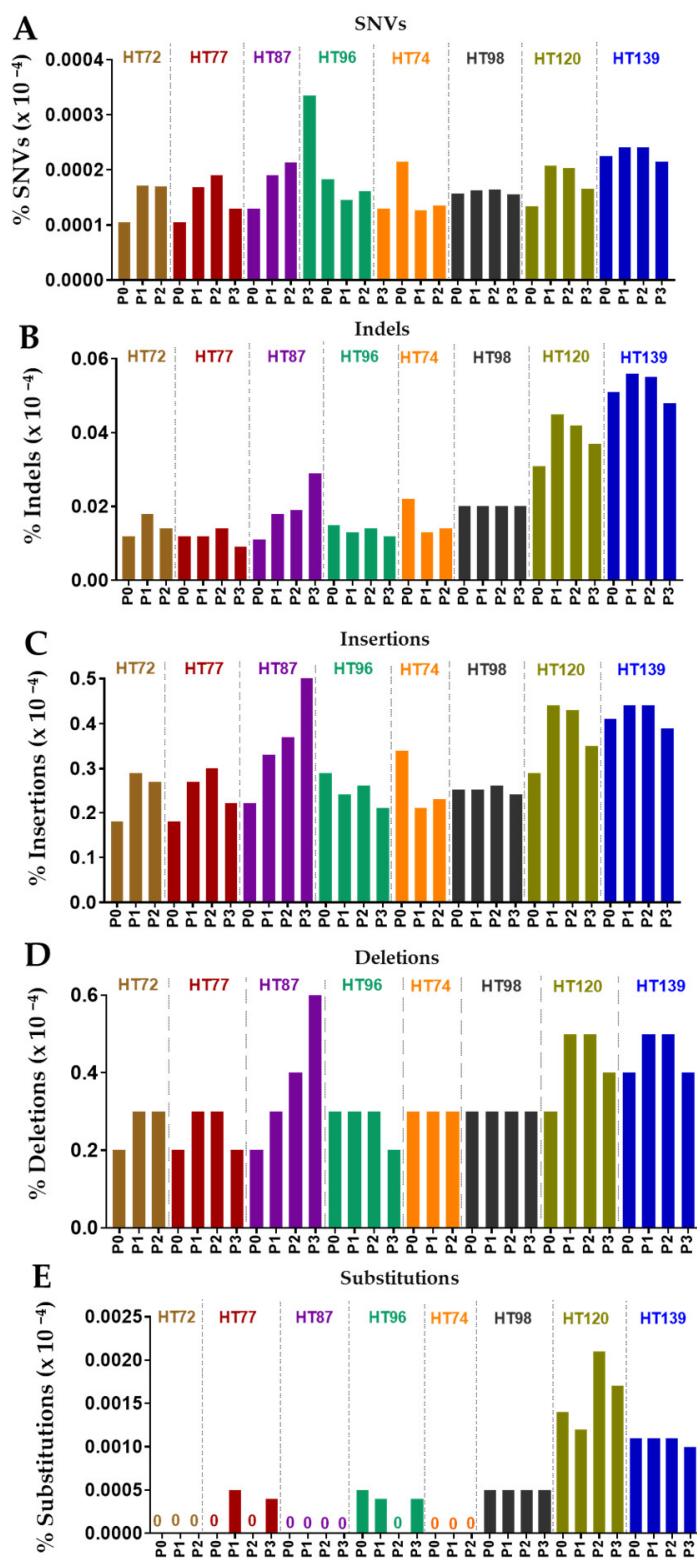 A
SNVs
HT72 HT77 HT87 HT96 HT74 HT98 HT120 HT139
% SNVs (x 10 −4)
0.0004
0.0003
0.0002
0.0001
0.0000
P0 P1 P2 P0 P1 P2 P3 P0 P1 P2 P3 P0 P1 P2 P3 P0 P1 P2 P0 P1 P2 P3 P0 P1 P2 P3 P0 P1 P2 P3
B
Indels
HT72 HT77 HT87 HT96 HT74 HT98 HT120 HT139
% Indels (x 10 −4)
0.06
0.04
0.02
0.00
P0 P1 P2 P0 P1 P2 P3 P0 P1 P2 P3 P0 P1 P2 P3 P0 P1 P2 P0 P1 P2 P3 P0 P1 P2 P3 P0 P1 P2 P3
C
Insertions
HT72 HT77 HT87 HT96 HT74 HT98 HT120 HT139
% Insertions (x 10 −4)
0.5
0.4
0.3
0.2
0.1
0.0
P0 P1 P2 P0 P1 P2 P3 P0 P1 P2 P3 P0 P1 P2 P3 P0 P1 P2 P0 P1 P2 P3 P0 P1 P2 P3 P0 P1 P2 P3
D
Deletions
HT72 HT77 HT87 HT96 HT74 HT98 HT120 HT139
% Deletions (x 10 −4)
0.6
0.4
0.2
0.0
P0 P1 P2 P0 P1 P2 P3 P0 P1 P2 P3 P0 P1 P2 P3 P0 P1 P2 P0 P1 P2 P3 P0 P1 P2 P3 P0 P1 P2 P3
E
Substitutions
HT72 HT77 HT87 HT96 HT74 HT98 HT120 HT139
% Substitutions (x 10 −4)
0.0025
0.0020
0.0015
0.0010
0.0005
0.0000
0 0 0 0 0 0 0 0 0 0 0 0 0
P0 P1 P2 P0 P1 P2 P3 P0 P1 P2 P3 P0 P1 P2 P3 P0 P1 P2 P0 P1 P2 P3 P0 P1 P2 P3 P0 P1 P2 P3